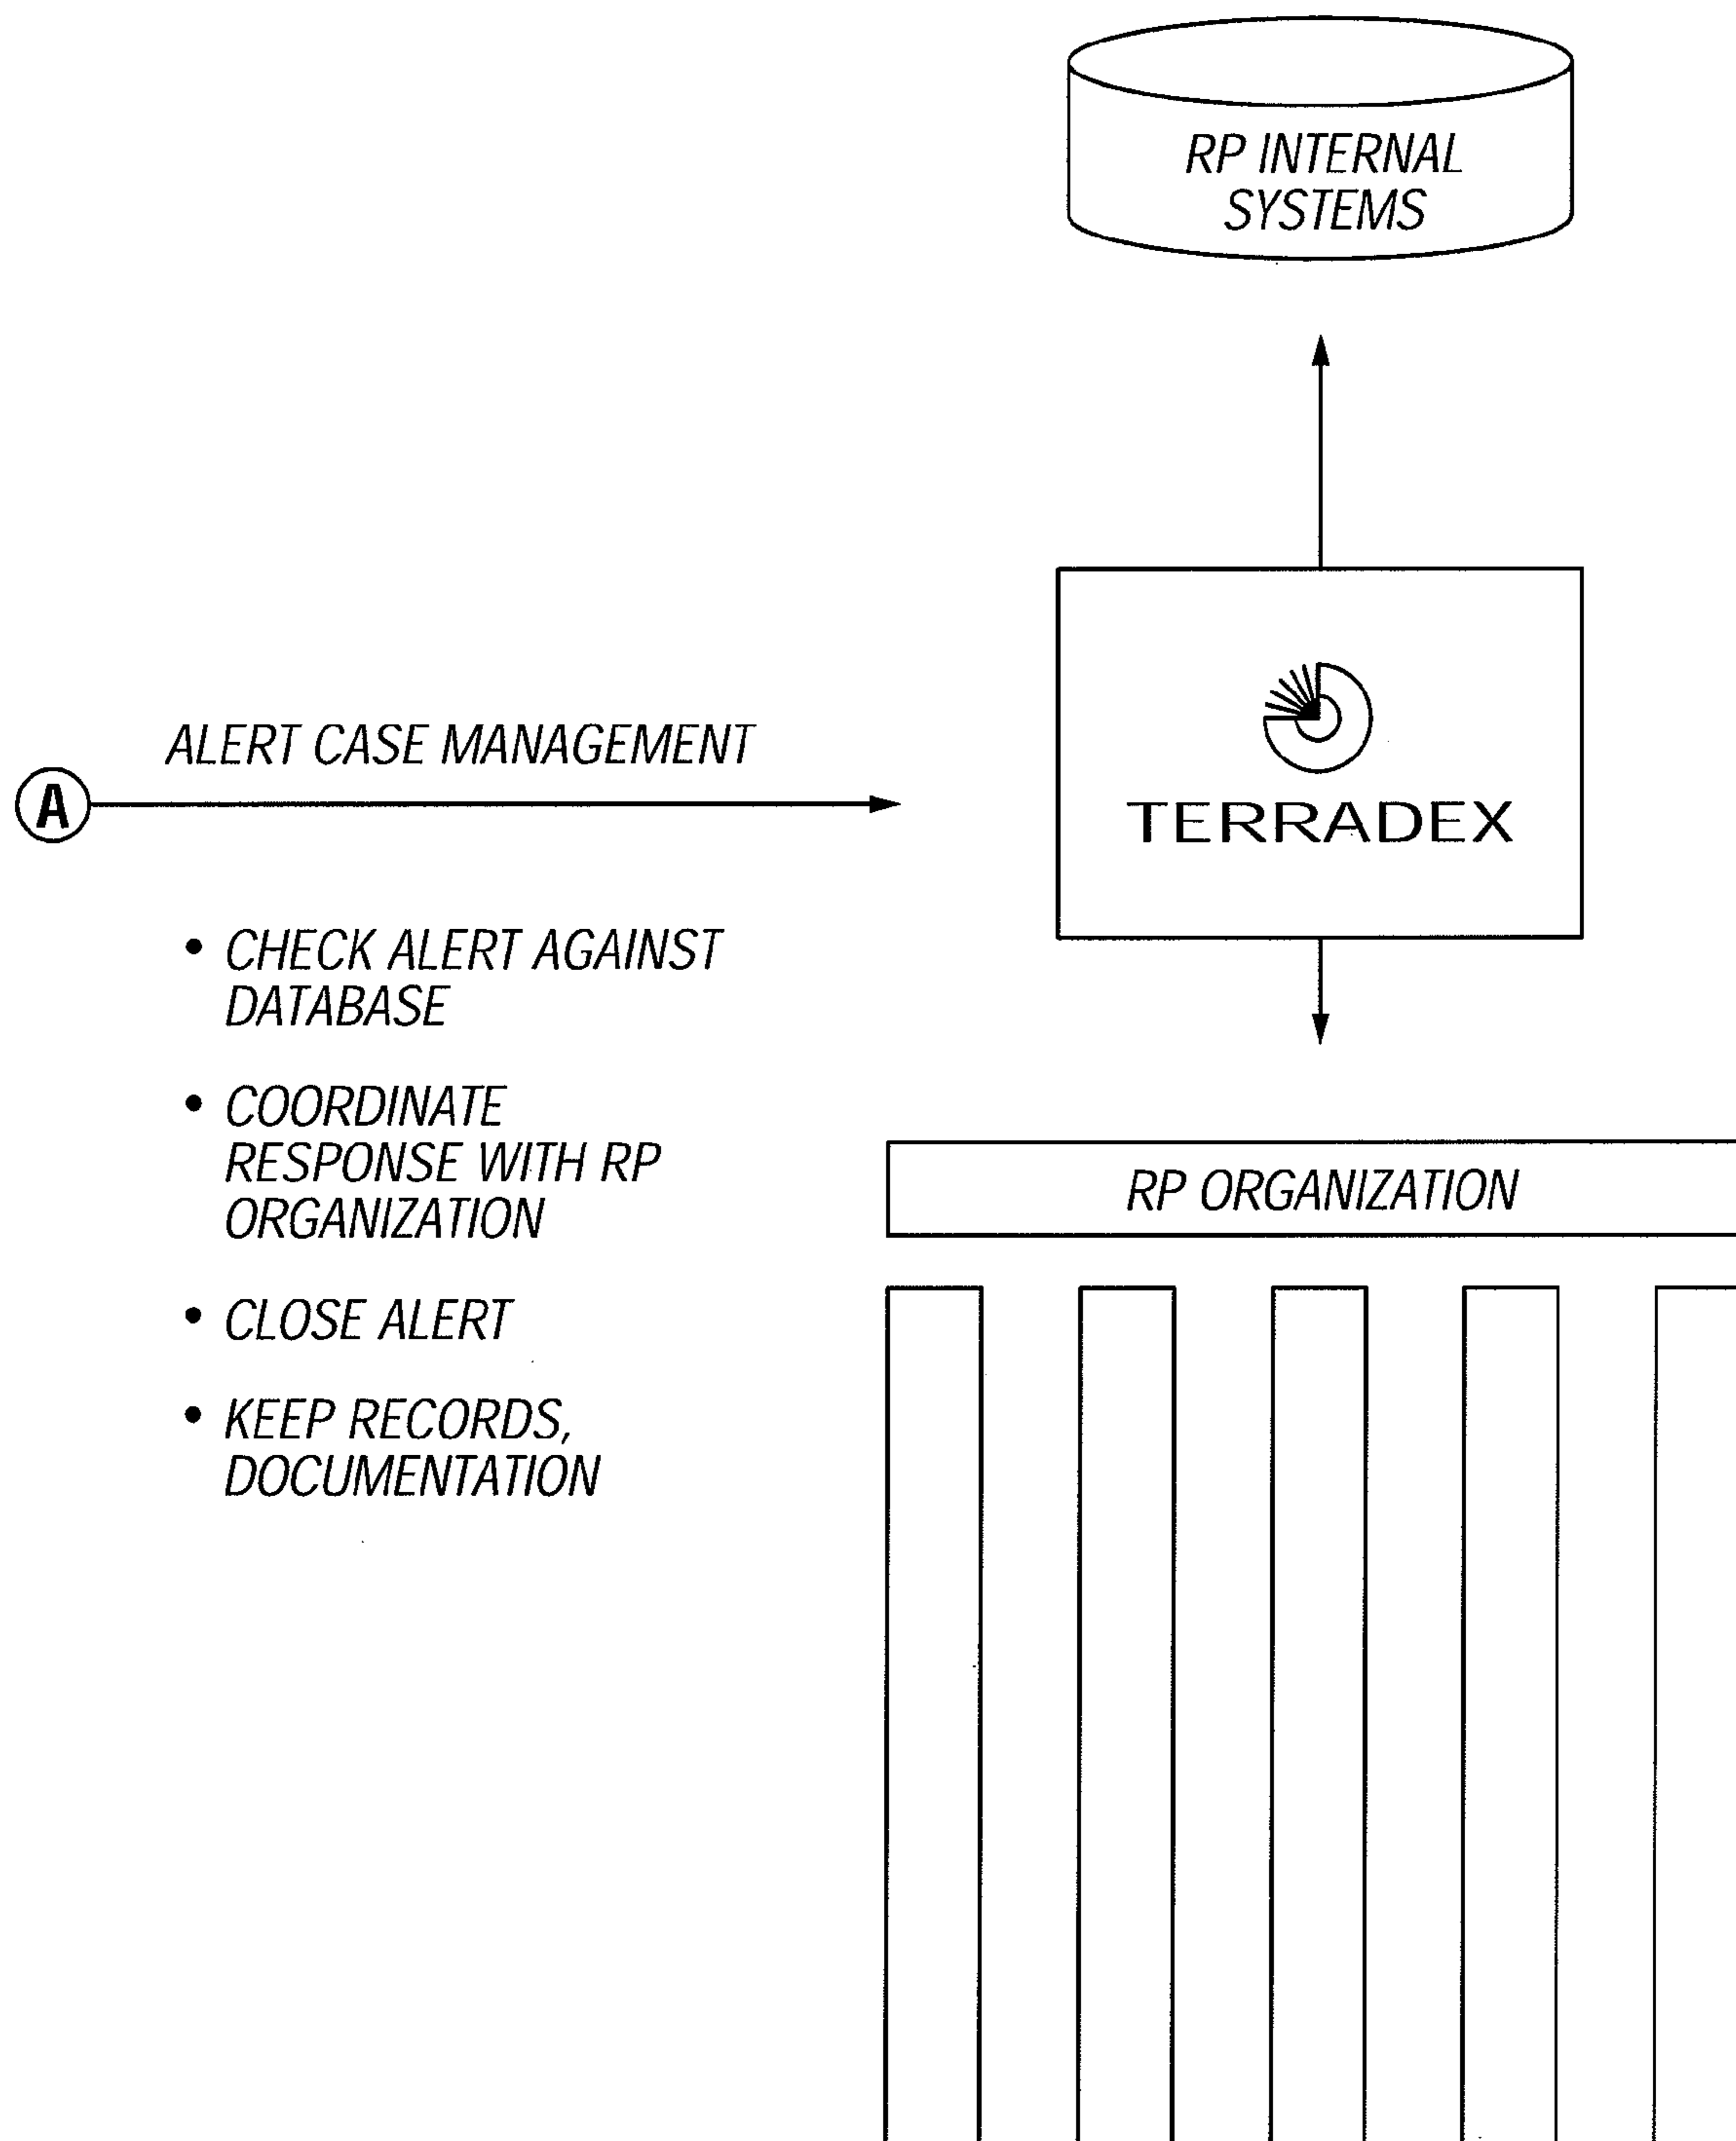 RP INTERNAL
SYSTEMS
ALERT CASE MANAGEMENT
A
TERRADEX
• CHECK ALERT AGAINST
DATABASE
• COORDINATE
RESPONSE WITH RP
ORGANIZATION
• CLOSE ALERT
• KEEP RECORDS,
DOCUMENTATION
RP ORGANIZATION